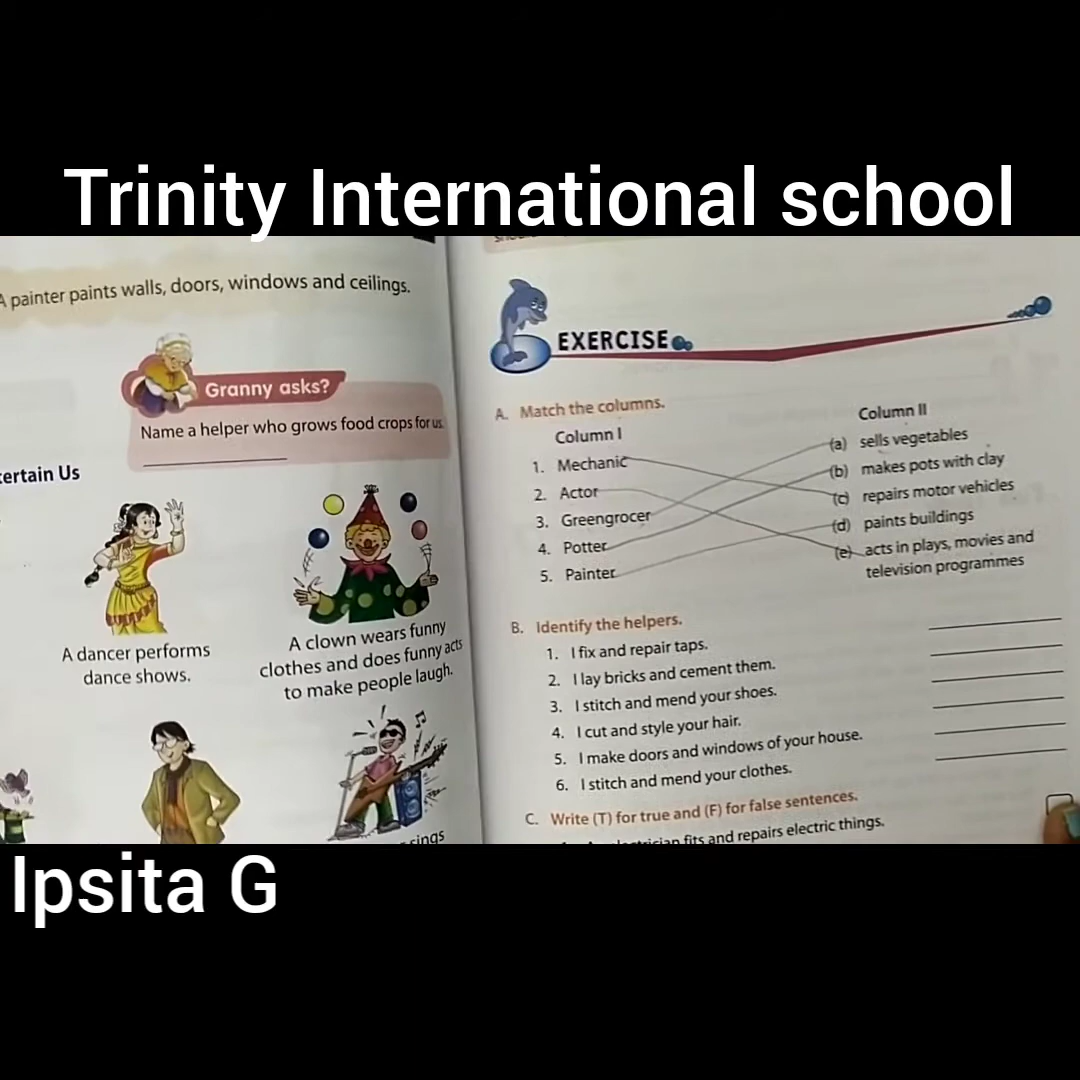 Trinity International school
A painter paints walls, doors, windows and ceilings.
Granny asks?
Name a helper who grows food crops for us.
ertain Us
A dancer performs
dance shows.
A clown wears funny
clothes and does funny acts
to make people laugh.
sings
EXERCISE
A. Match the columns.
Column I
Column II
1. Mechanic
(a) sells vegetables
2. Actor
(b) makes pots with clay
3. Greengrocer
(c) repairs motor vehicles
4. Potter
(d) paints buildings
5. Painter
(e) acts in plays, movies and
television programmes
B. Identify the helpers.
1. I fix and repair taps.
2. I lay bricks and cement them.
3. I stitch and mend your shoes.
4. I cut and style your hair.
5. I make doors and windows of your house.
6. I stitch and mend your clothes.
C. Write (T) for true and (F) for false sentences.
fits and repairs electric things.
Ipsita G